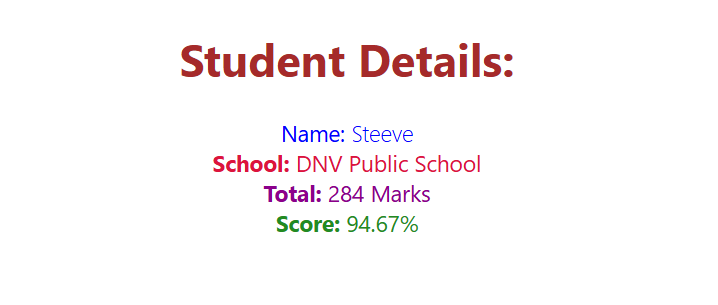 Student Details:
Name: Steeve
School: DNV Public School
Total: 284 Marks
Score: 94.67%